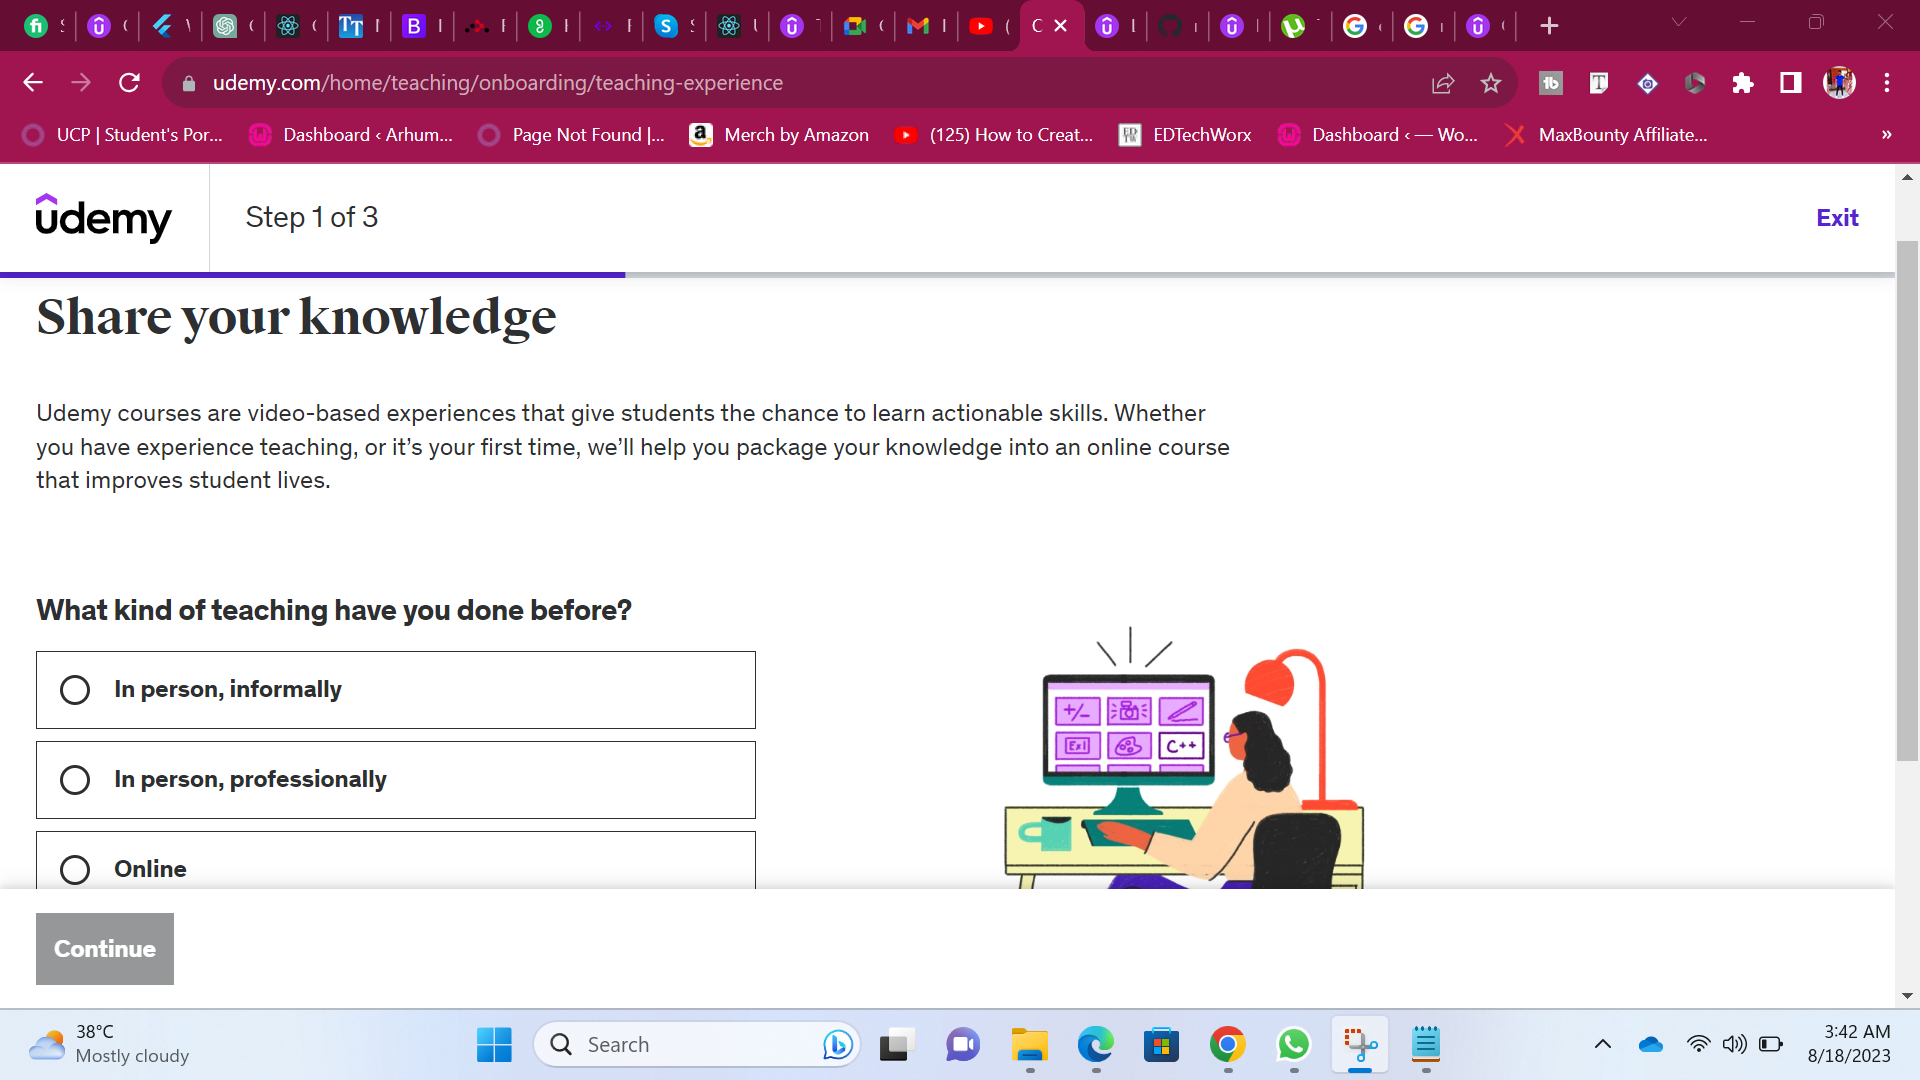 udemy.com/home/teaching/onboarding/teaching-experience
UCP | Student's Por... Dashboard ‹ Arhum... Page Not Found |... Merch by Amazon (125) How to Creat... EDTechWorx Dashboard ‹ — Wo... MaxBounty Affiliate... »
udemy Step 1 of 3 Exit
Share your knowledge
Udemy courses are video-based experiences that give students the chance to learn actionable skills. Whether
you have experience teaching, or it’s your first time, we’ll help you package your knowledge into an online course
that improves student lives.
What kind of teaching have you done before?
In person, informally
In person, professionally
Online
+/-
C++
Continue
38°C
Mostly cloudy
Search
3:42 AM
8/18/2023